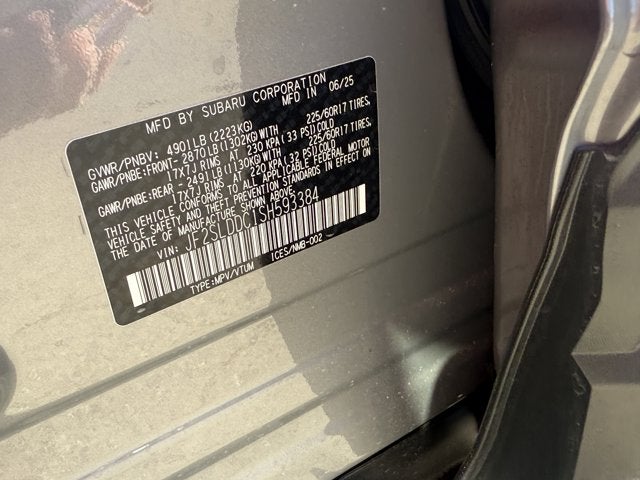 MFD BY SUBARU CORPORATION
MFD IN 06/25
GVWR/PNBV: 4901LB(2223KG)
GAWR/PNBE:FRONT-2870LB(1302KG)WITH 225/60R17 TIRES,
17X7J RIMS AT 230 KPA(33 PSI)COLD
GAWR/PNBE:REAR-2491LB(1130KG)WITH 225/60R17 TIRES,
17X7J RIMS AT 220 KPA(32 PSI)COLD
THIS VEHICLE CONFORMS TO ALL APPLICABLE FEDERAL MOTOR
VEHICLE SAFETY AND THEFT PREVENTION STANDARDS IN EFFECT ON
THE DATE OF MANUFACTURE SHOWN ABOVE.
VIN: JF2SLDDC1SH593384
TYPE:MPV/VTUM ICES/NMB-002